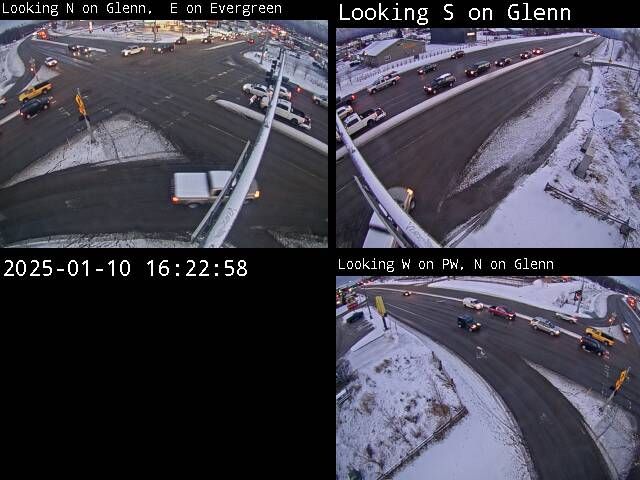 Looking N on Glenn,  E on Evergreen
Looking S on Glenn
2025-01-10 16:22:58
Looking W on PW, N on Glenn